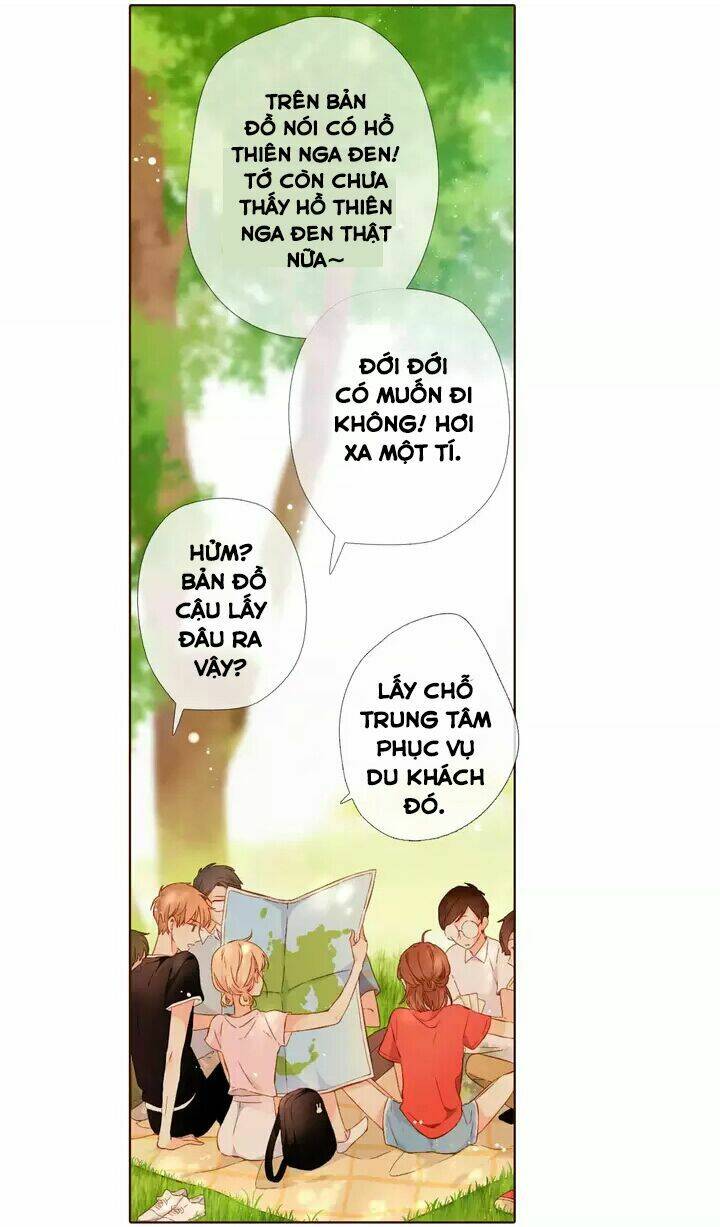 TRÊN BẢN
ĐỒ NÓI CÓ HỒ
THIÊN NGA ĐEN!
TỚ CÒN CHƯA
THẤY HỒ THIÊN
NGA ĐEN THẬT
NỮA~
ĐỚI ĐỚI
CÓ MUỐN ĐI
KHÔNG! HƠI
XA MỘT TÍ.
HỬM?
BẢN ĐỒ
CẬU LẤY
ĐÂU RA
VẬY?
LẤY CHỖ
TRUNG TÂM
PHỤC VỤ
DU KHÁCH
ĐÓ.